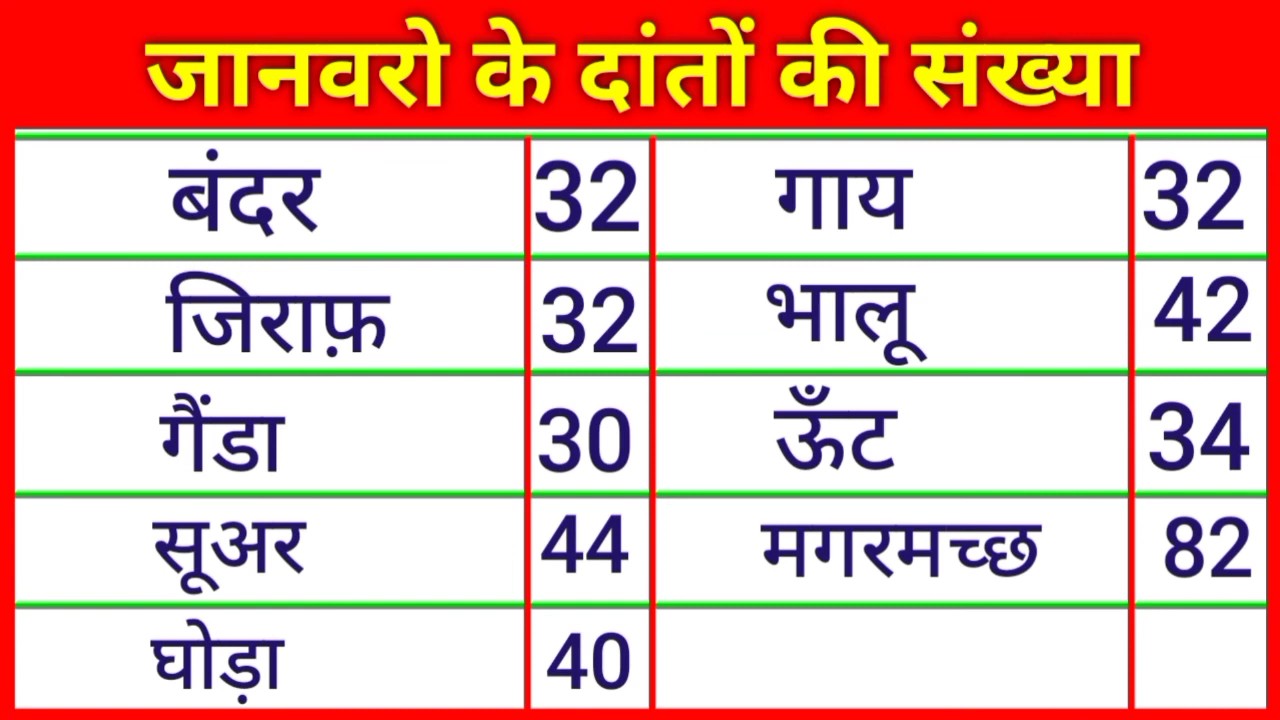 जानवरो के दांतों की संख्या
बंदर 32 गाय 32
जिराफ़ 32 भालू 42
गैंडा 30 ऊँट 34
सूअर 44 मगरमच्छ 82
घोड़ा 40